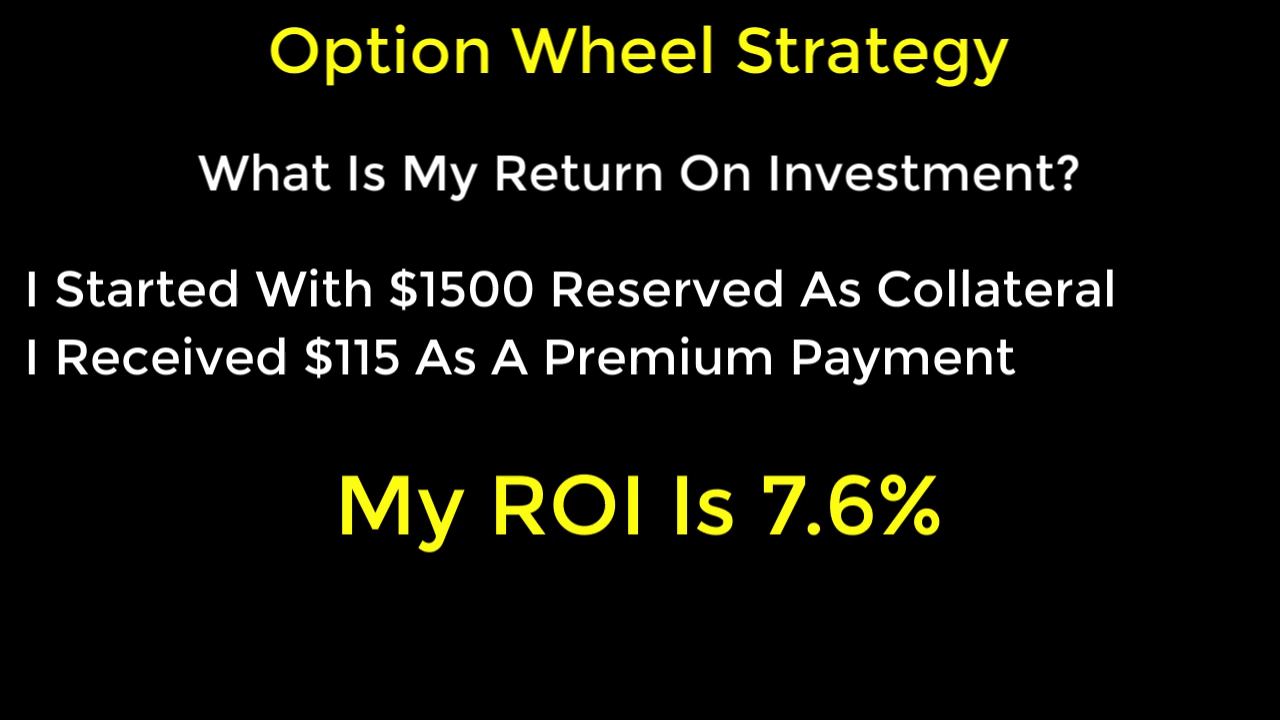 Option Wheel Strategy
What Is My Return On Investment?
I Started With $1500 Reserved As Collateral
I Received $115 As A Premium Payment
My ROI Is 7.6%